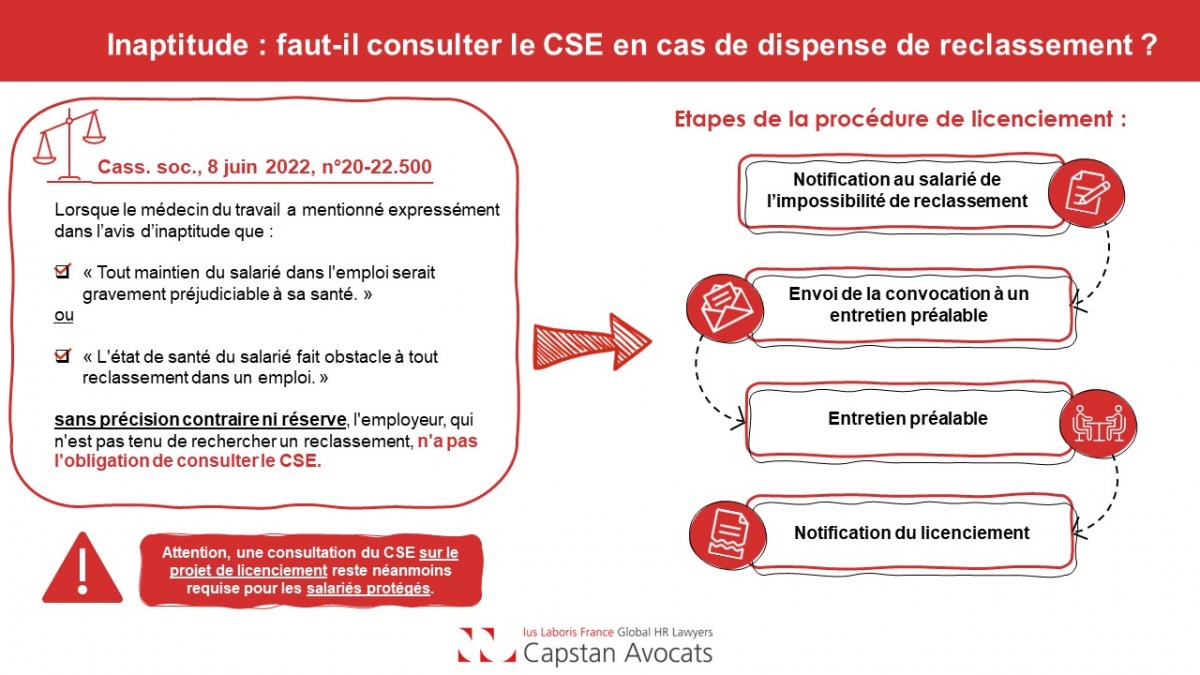 Inaptitude : faut-il consulter le CSE en cas de dispense de reclassement ?
Cass. soc., 8 juin 2022, n°20-22.500
Lorsque le médecin du travail a mentionné expressément
dans l’avis d’inaptitude que :
« Tout maintien du salarié dans l'emploi serait
gravement préjudiciable à sa santé. »
ou
« L'état de santé du salarié fait obstacle à tout
reclassement dans un emploi. »
sans précision contraire ni réserve, l'employeur, qui
n'est pas tenu de rechercher un reclassement, n'a pas
l'obligation de consulter le CSE.
Attention, une consultation du CSE sur le
projet de licenciement reste néanmoins
requise pour les salariés protégés.
Etapes de la procédure de licenciement :
Notification au salarié de
l’impossibilité de reclassement
Envoi de la convocation à un
entretien préalable
Entretien préalable
Notification du licenciement
Ius Laboris France Global HR Lawyers
Capstan Avocats